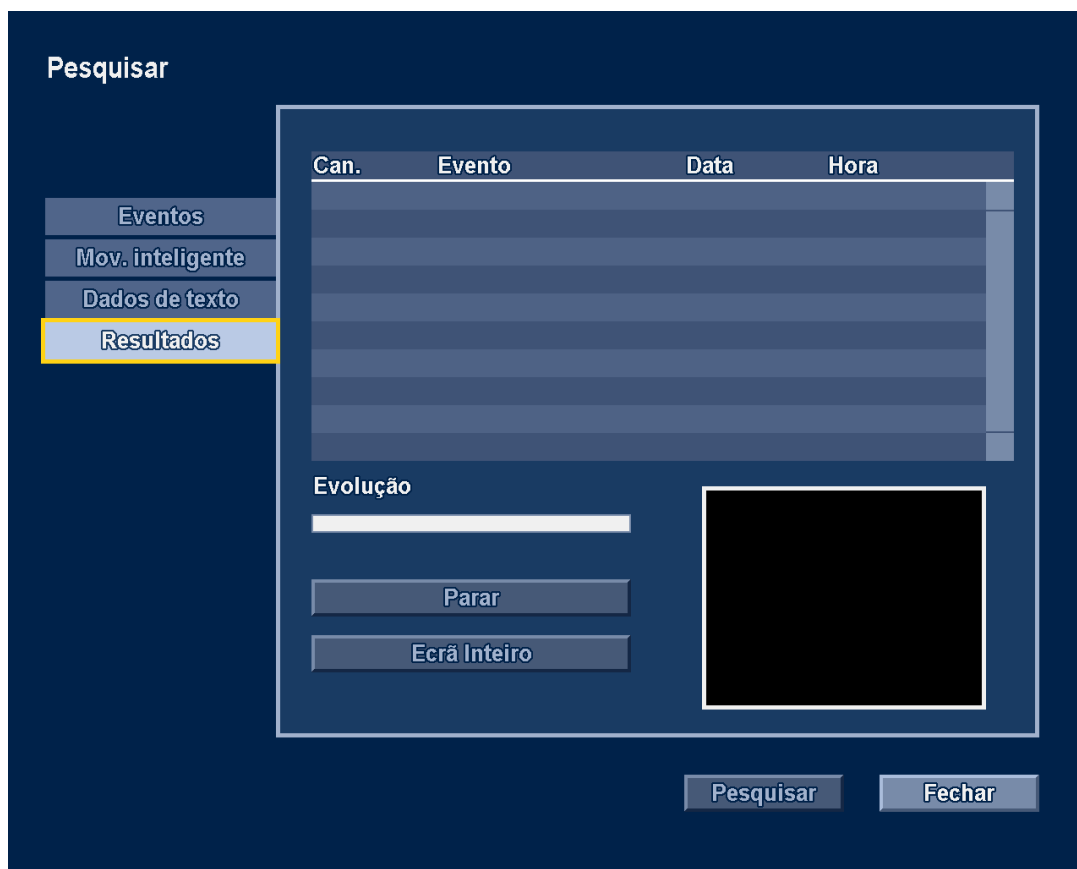 Pesquisar
Can. Evento Data Hora
Eventos
Mov. inteligente
Dados de texto
Resultados
Evolução
Parar
Ecrã Inteiro
Pesquisar Fechar